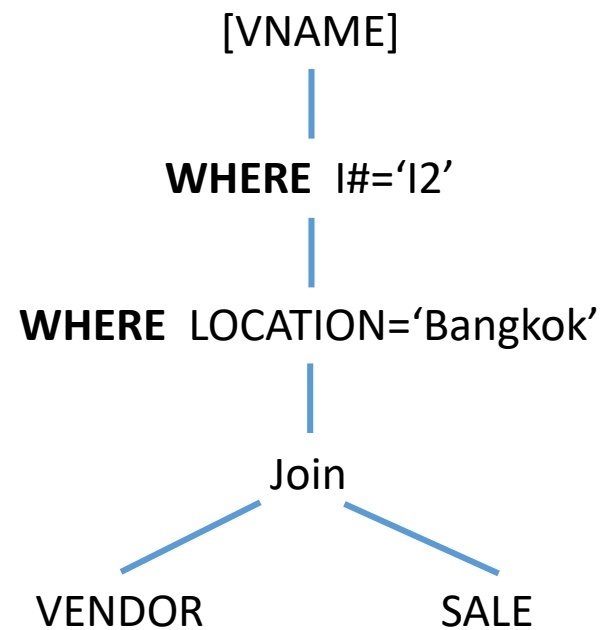 [VNAME]
WHERE I#=‘I2’
WHERE LOCATION=‘Bangkok’
Join
VENDOR SALE